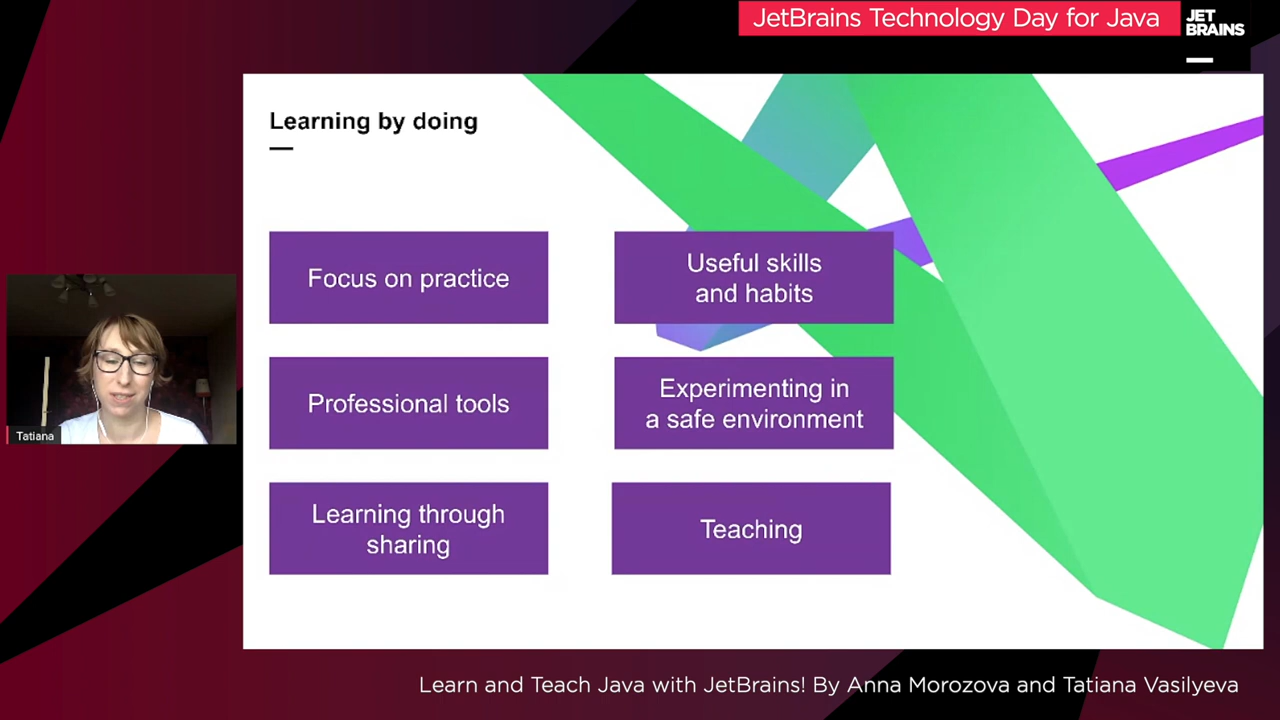 JetBrains Technology Day for Java
JET
BRAINS
Learning by doing
Focus on practice
Useful skills
and habits
Professional tools
Experimenting in
a safe environment
Learning through
sharing
Teaching
Tatiana
Learn and Teach Java with JetBrains! By Anna Morozova and Tatiana Vasilyeva